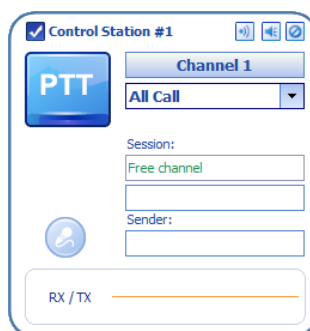 Control Station #1
PTT
Channel 1
All Call
Session:
Free channel
Sender:
RX / TX